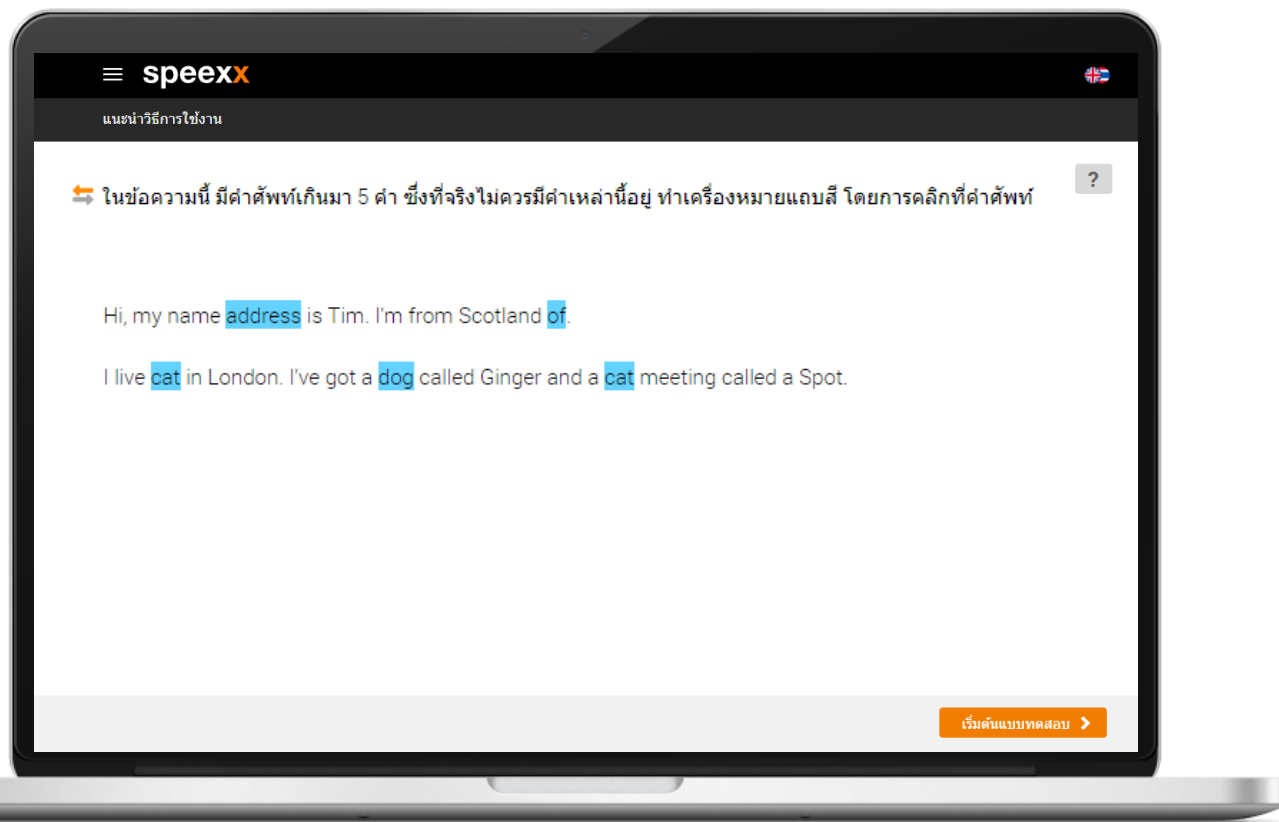 speexx
แนะนำวิธีการใช้งาน
?
ในข้อความนี้ มีคำศัพท์เกินมา 5 คำ ซึ่งที่จริงไม่ควรมีคำเหล่านี้อยู่ ทำเครื่องหมายแถบสี โดยการคลิกที่คำศัพท์
Hi, my name address is Tim. I'm from Scotland of.
I live cat in London. I've got a dog called Ginger and a cat meeting called a Spot.
เริ่มต้นแบบทดสอบ